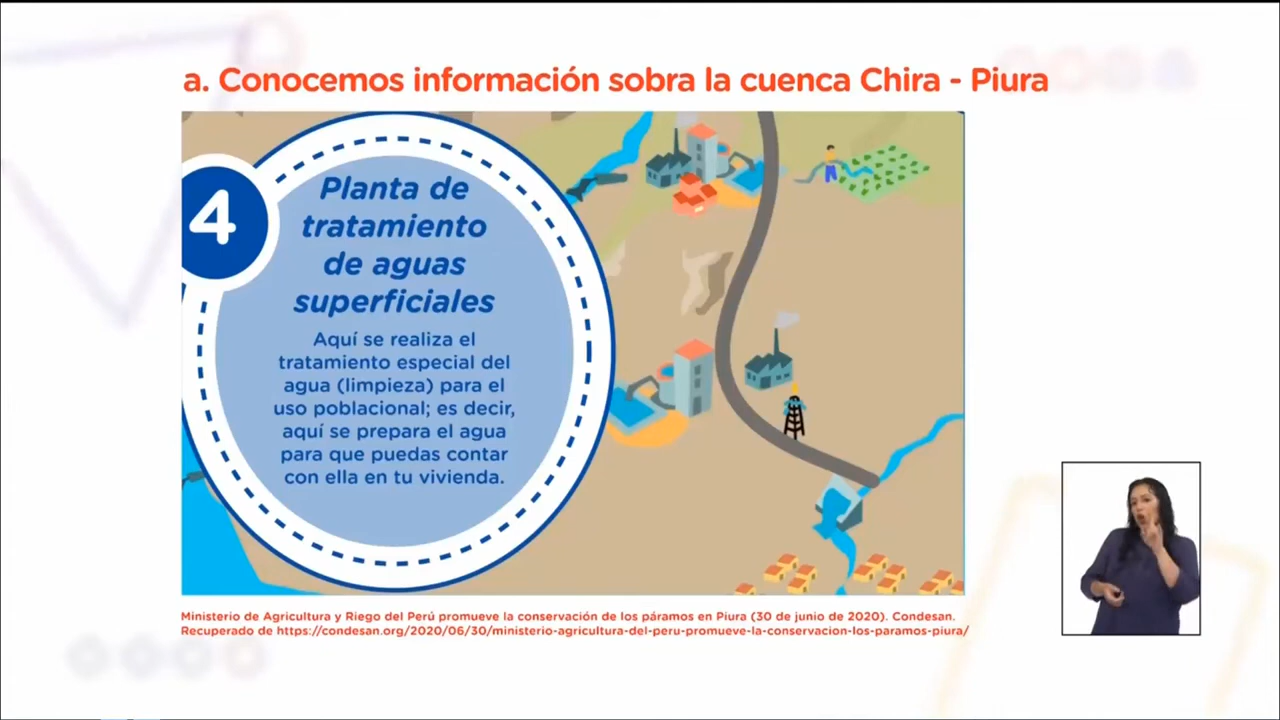 a. Conocemos información sobra la cuenca Chira - Piura
4
Planta de
tratamiento
de aguas
superficiales
Aquí se realiza el
tratamiento especial del
agua (limpieza) para el
uso poblacional; es decir,
aquí se prepara el agua
para que puedas contar
con ella en tu vivienda.
Ministerio de Agricultura y Riego del Perú promueve la conservación de los páramos en Piura (30 de junio de 2020). Condesan.
Recuperado de https://condesan.org/2020/06/30/ministerio-agricultura-del-peru-promueve-la-conservacion-los-paramos-piura/